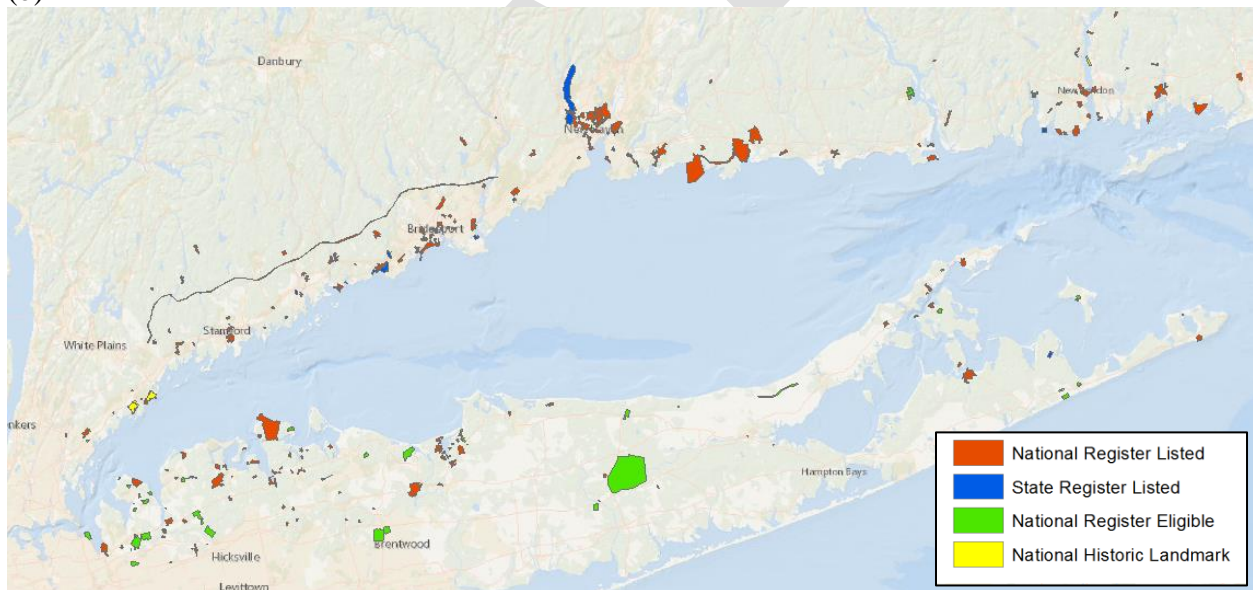 Danbury
New London
New Haven
Bridgeport
Stamford
White Plains
nkers
Hampton Bays
Brentwood
Hicksville
Levittown
National Register Listed
State Register Listed
National Register Eligible
National Historic Landmark